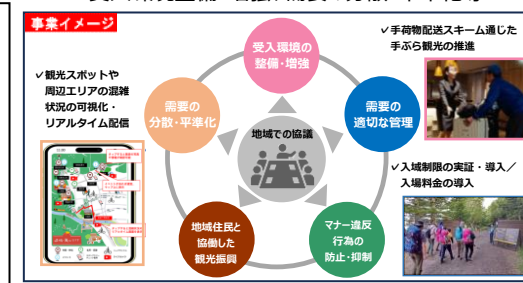 事業イメージ
受入環境の
整備・増強
✓手荷物配送スキーム通じた
手ぶら観光の推進
✓観光スポットや
周辺エリアの混雑
状況の可視化・
リアルタイム配信
需要の
分散・平準化
需要の
適切な管理
地域での協議
✓入域制限の実証・導入／
入場料金の導入
地域住民と
協働した
観光振興
マナー違反
行為の
防止・抑制